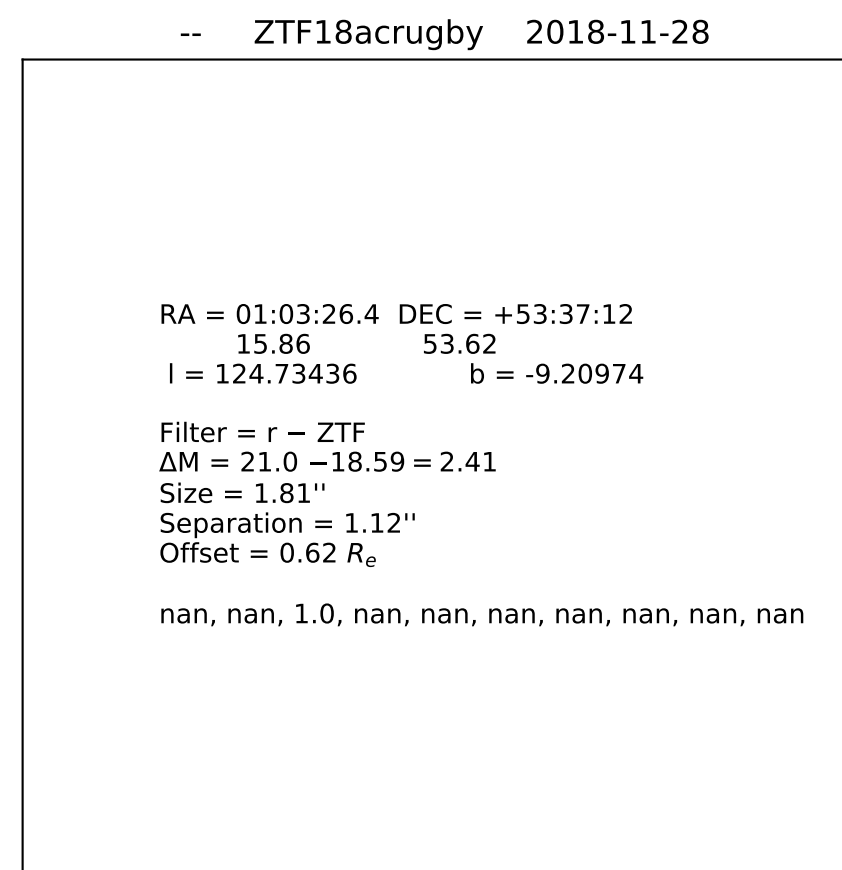 -- ZTF18acrugby 2018-11-28
RA = 01:03:26.4 DEC = +53:37:12
15.86 53.62
l = 124.73436 b = -9.20974
Filter = r − ZTF
ΔM = 21.0 −18.59 = 2.41
Size = 1.81''
Separation = 1.12''
Offset = 0.62 Rₑ
nan, nan, 1.0, nan, nan, nan, nan, nan, nan, nan